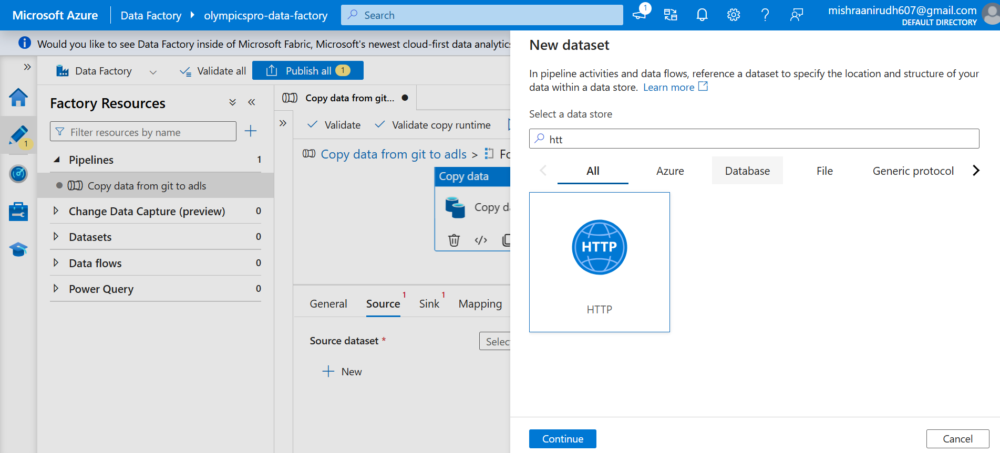 Microsoft Azure
Data Factory
olympicspro-data-factory
Search
1
mishraanirudh607@gmail.com
DEFAULT DIRECTORY
Would you like to see Data Factory inside of Microsoft Fabric, Microsoft's newest cloud-first data analytics
Data Factory
Validate all
Publish all 1
Factory Resources
Filter resources by name
1
Pipelines 1
Copy data from git to adls
Change Data Capture (preview) 0
Datasets 0
Data flows 0
Power Query 0
Copy data from git...
Validate
Validate copy runtime
Copy data from git to adls > Fo
Copy data
Copy da
General
Source 1
Sink 1
Mapping
Source dataset *
Selec
New
New dataset
In pipeline activities and data flows, reference a dataset to specify the location and structure of your
data within a data store. Learn more
Select a data store
htt
All
Azure
Database
File
Generic protocol
HTTP
HTTP
Continue
Cancel